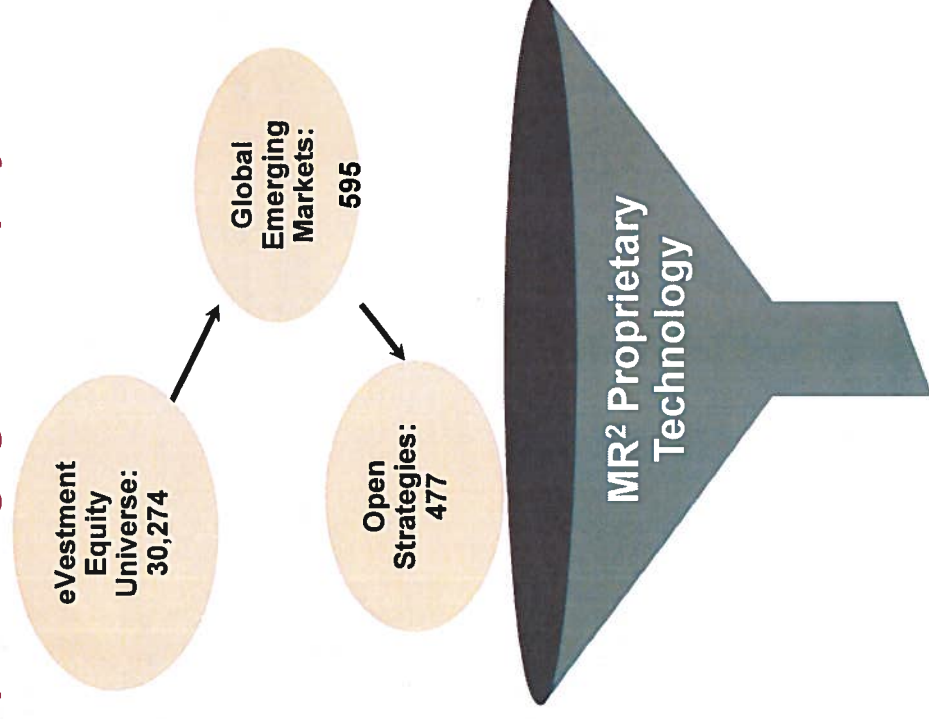 eVestment
Equity
Universe:
30,274
Global
Emerging
Markets:
595
Open
Strategies:
477
MR² Proprietary
Technology